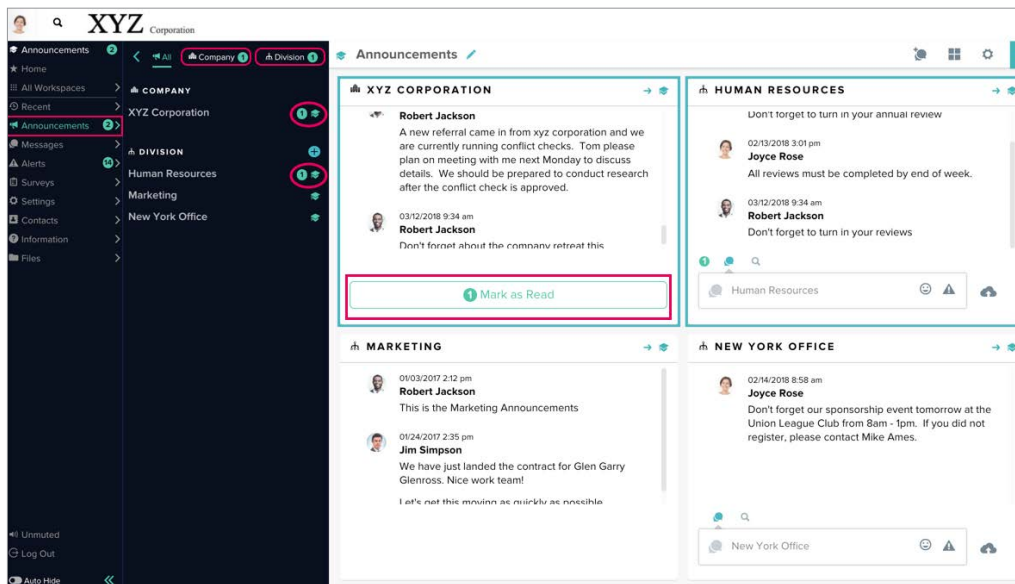 XYZ Corporation
Announcements 2
Home
All Workspaces
Recent
Announcements 2
Messages
Alerts 14
Surveys
Settings
Contacts
Information
Files
Unmuted
Log Out
Auto Hide
All Company 1 Division 1
COMPANY
XYZ Corporation 1
DIVISION
Human Resources 1
Marketing
New York Office
Announcements
XYZ CORPORATION
Robert Jackson
A new referral came in from xyz corporation and we
are currently running conflict checks. Tom please
plan on meeting with me next Monday to discuss
details. We should be prepared to conduct research
after the conflict check is approved.
03/12/2018 9:34 am
Robert Jackson
Don't forget about the company retreat this
1 Mark as Read
HUMAN RESOURCES
Don't forget to turn in your annual review
02/13/2018 3:01 pm
Joyce Rose
All reviews must be completed by end of week.
03/12/2018 9:34 am
Robert Jackson
Don't forget to turn in your reviews
1
Human Resources
MARKETING
01/03/2017 2:12 pm
Robert Jackson
This is the Marketing Announcements
01/24/2017 2:35 pm
Jim Simpson
We have just landed the contract for Glen Garry
Glenross. Nice work team!
Let's get this moving as quickly as possible
NEW YORK OFFICE
02/14/2018 8:58 am
Joyce Rose
Don't forget our sponsorship event tomorrow at the
Union League Club from 8am - 1pm. If you did not
register, please contact Mike Ames.
New York Office